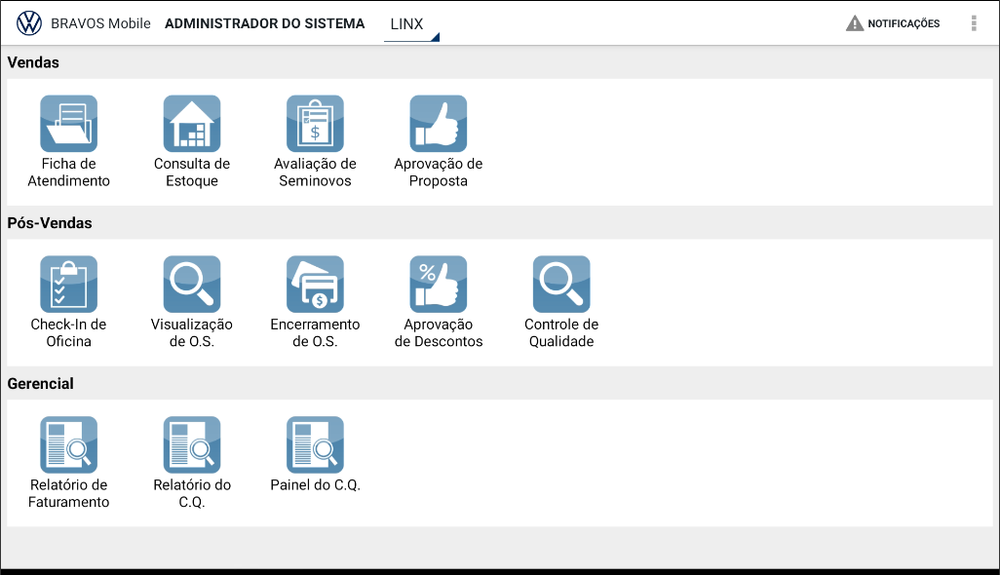 BRAVOS Mobile ADMINISTRADOR DO SISTEMA LINX NOTIFICAÇÕES
Vendas
Ficha de
Atendimento
Consulta de
Estoque
Avaliação de
Seminovos
Aprovação de
Proposta
Pós-Vendas
Check-In de
Oficina
Visualização
de O.S.
Encerramento
de O.S.
Aprovação
de Descontos
Controle de
Qualidade
Gerencial
Relatório de
Faturamento
Relatório do
C.Q.
Painel do C.Q.